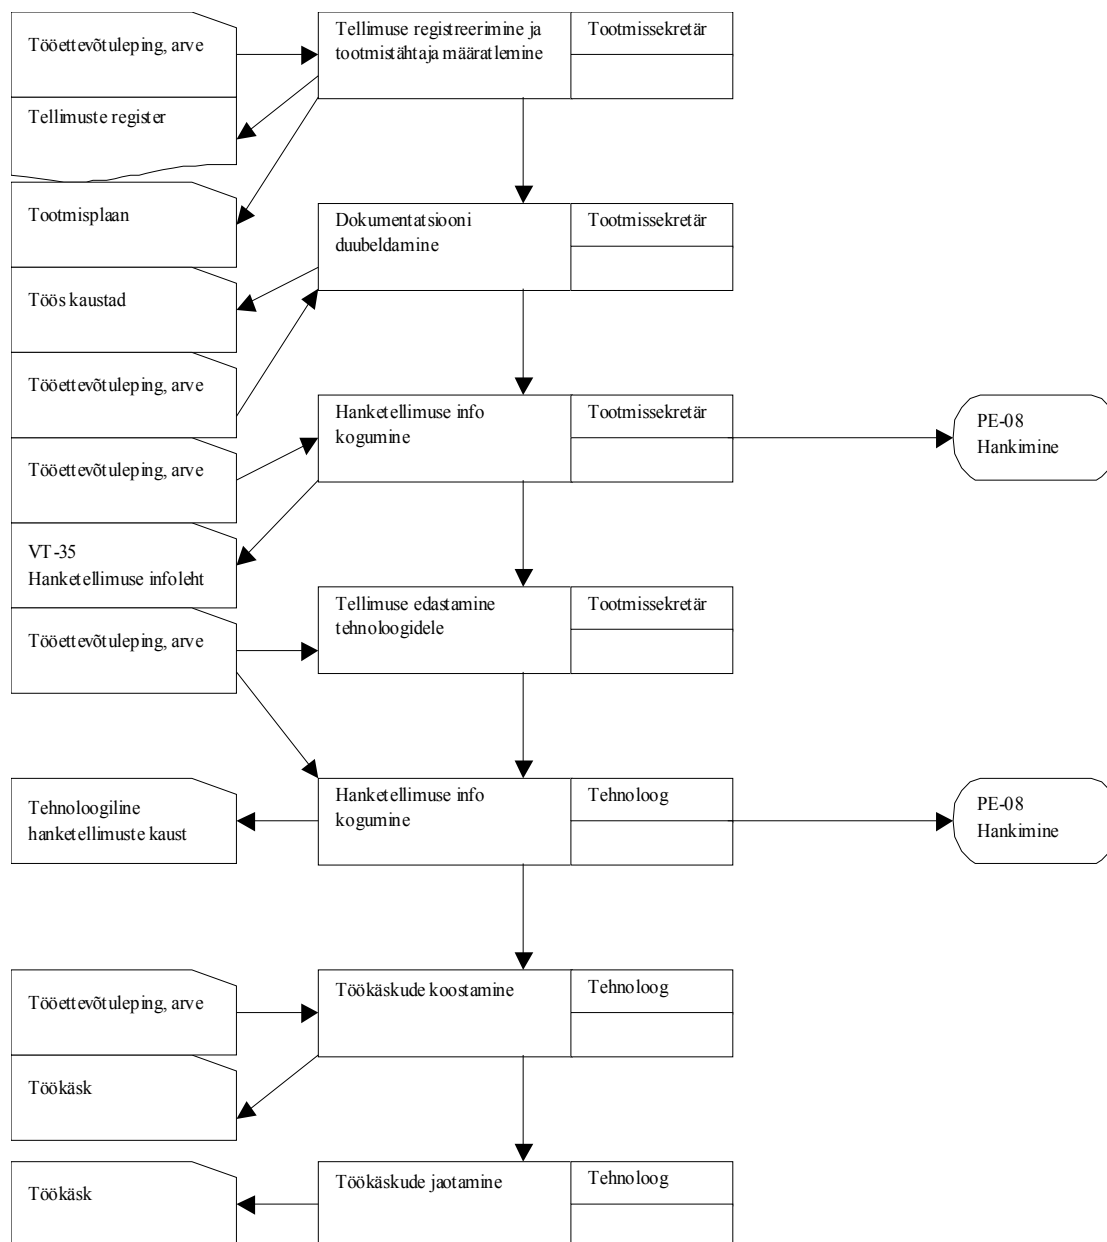 Tööettevõtuleping, arve
Tellimuse registreerimine ja
tootmistähtaja määratlemine
Tootmissekretär
Tellimuste register
Tootmisplaan
Dokumentatsiooni
duubeldamine
Tootmissekretär
Töös kaustad
Tööettevõtuleping, arve
Hanketellimuse info
kogumine
Tootmissekretär
PE-08
Hankimine
Tööettevõtuleping, arve
VT-35
Hanketellimuse infoleht
Tellimuse edastamine
tehnoloogidele
Tootmissekretär
Tööettevõtuleping, arve
Tehnoloogiline
hanketellimuste kaust
Hanketellimuse info
kogumine
Tehnoloog
PE-08
Hankimine
Tööettevõtuleping, arve
Töökäskude koostamine
Tehnoloog
Töökäsk
Töökäsk
Töökäskude jaotamine
Tehnoloog